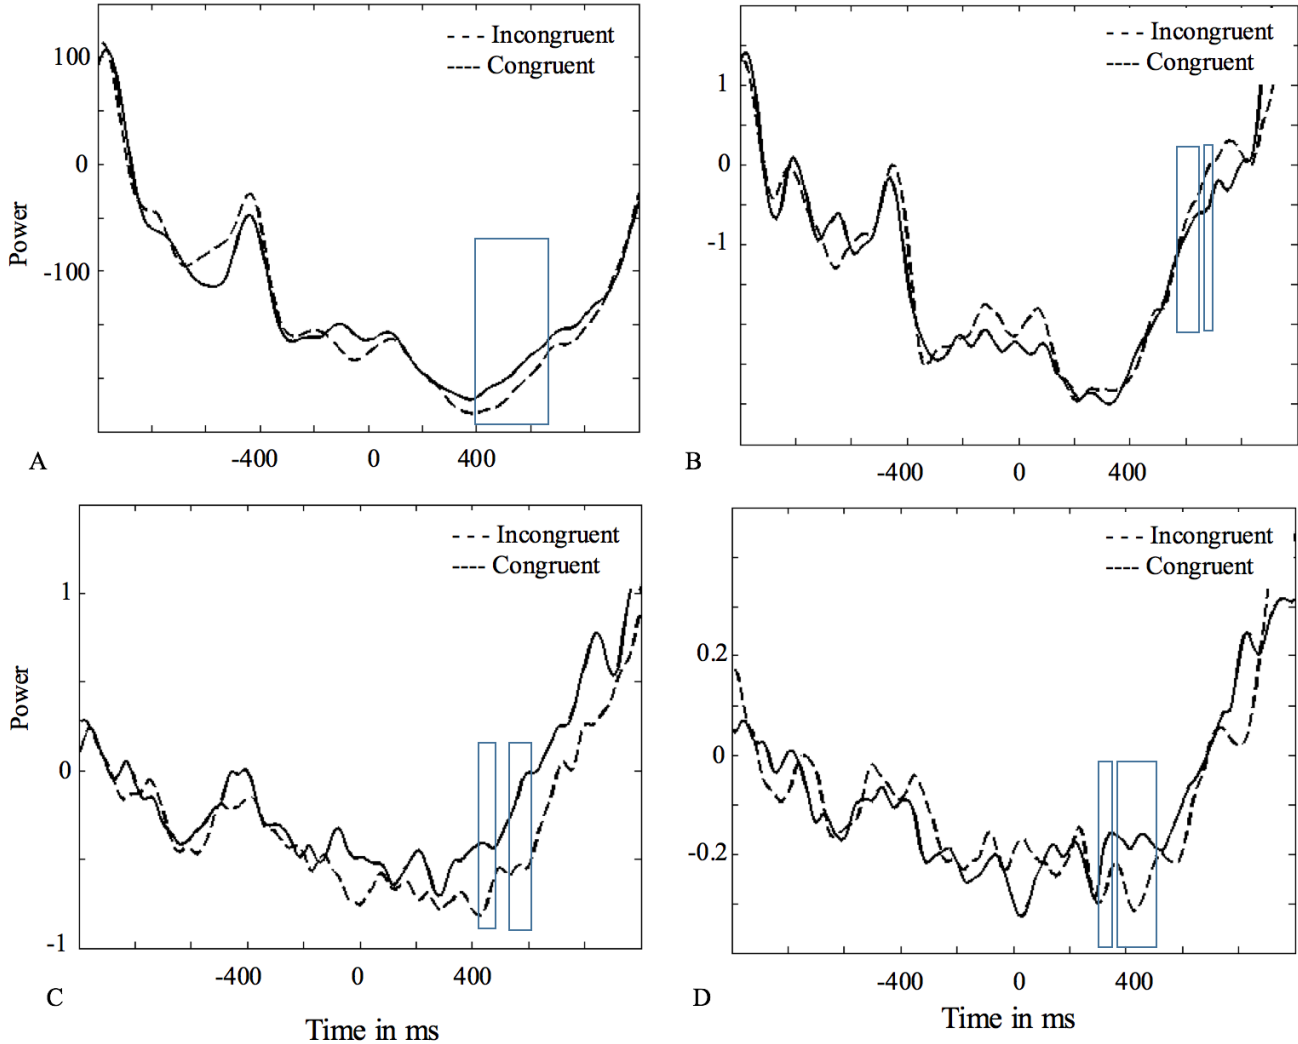 --- Incongruent
---- Congruent
100
0
-100
Power
-400 0 400
A
--- Incongruent
---- Congruent
1
0
-1
-400 0 400
B
--- Incongruent
---- Congruent
1
0
-1
Power
-400 0 400
C
Time in ms
--- Incongruent
---- Congruent
0.2
0
-0.2
-400 0 400
D
Time in ms